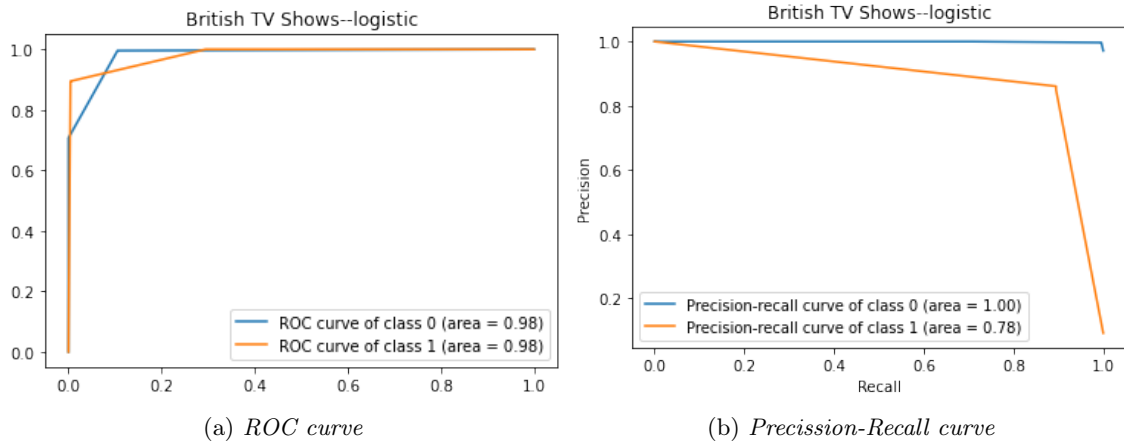 British TV Shows--logistic
1.0
0.8
0.6
0.4
0.2
0.0
0.0 0.2 0.4 0.6 0.8 1.0
ROC curve of class 0 (area = 0.98)
ROC curve of class 1 (area = 0.98)
(a) ROC curve
British TV Shows--logistic
Precision
1.0
0.8
0.6
0.4
0.2
0.0 0.2 0.4 0.6 0.8 1.0
Recall
Precision-recall curve of class 0 (area = 1.00)
Precision-recall curve of class 1 (area = 0.78)
(b) Precission-Recall curve